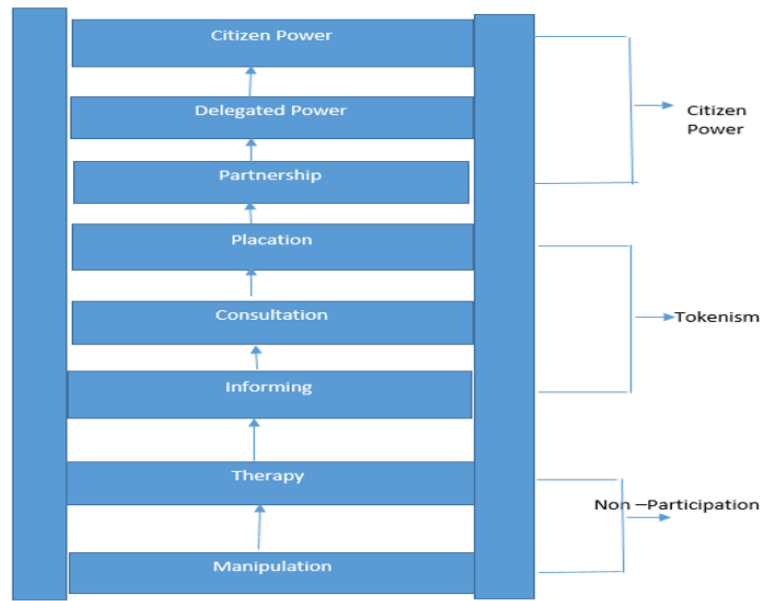 Citizen Power
Delegated Power
Partnership
Placation
Consultation
Informing
Therapy
Manipulation
Citizen
Power
Tokenism
Non –Participation